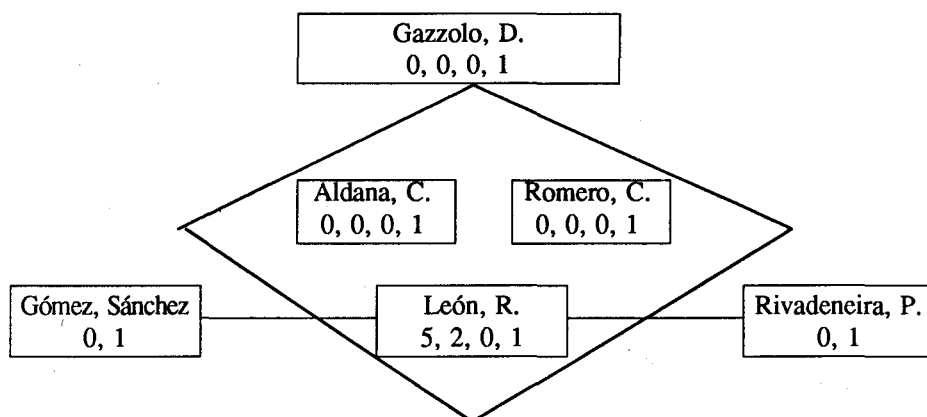 Gazzolo, D.
0, 0, 0, 1
Aldana, C.
0, 0, 0, 1
Romero, C.
0, 0, 0, 1
Gómez, Sánchez
0, 1
León, R.
5, 2, 0, 1
Rivadeneira, P.
0, 1